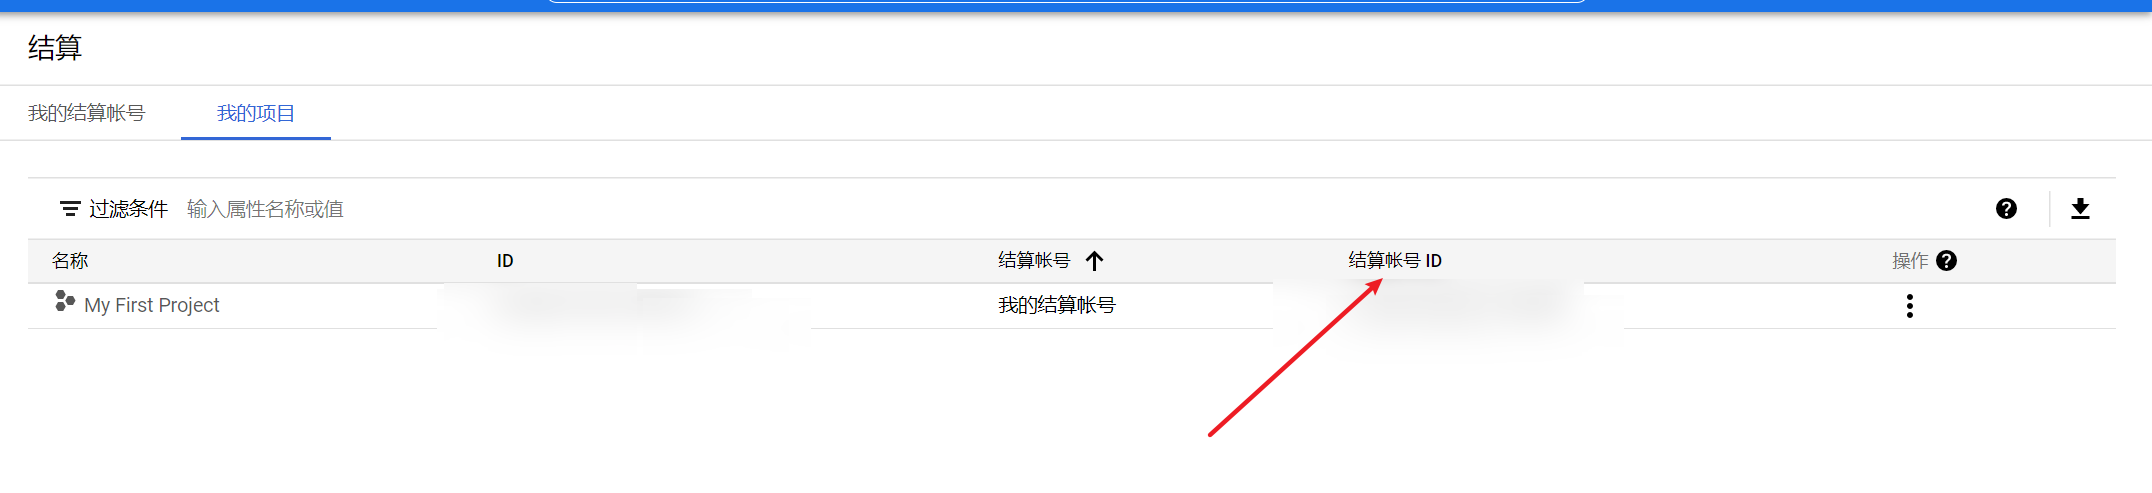 结算
我的结算帐号 我的项目
过滤条件 输入属性名称或值
名称 ID 结算帐号 结算帐号 ID 操作
My First Project 我的结算帐号